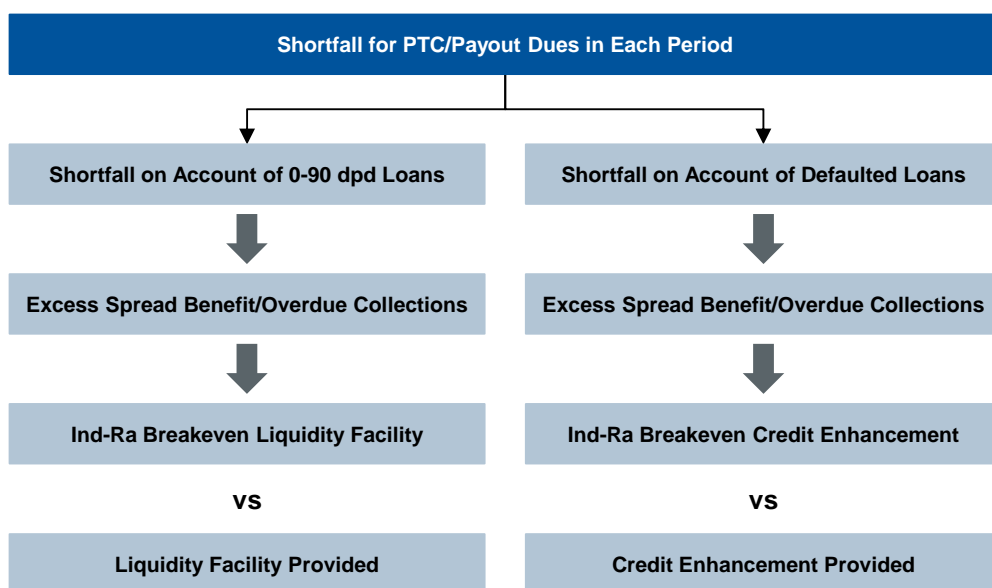 Shortfall for PTC/Payout Dues in Each Period
Shortfall on Account of 0-90 dpd Loans
Shortfall on Account of Defaulted Loans
Excess Spread Benefit/Overdue Collections
Excess Spread Benefit/Overdue Collections
Ind-Ra Breakeven Liquidity Facility
Ind-Ra Breakeven Credit Enhancement
vs
vs
Liquidity Facility Provided
Credit Enhancement Provided